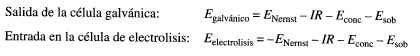 Salida de la célula galvánica: E_galvánico = E_Nernst − IR − E_conc − E_sob
Entrada en la célula de electrolisis: E_electrolisis = −E_Nernst − IR − E_conc − E_sob